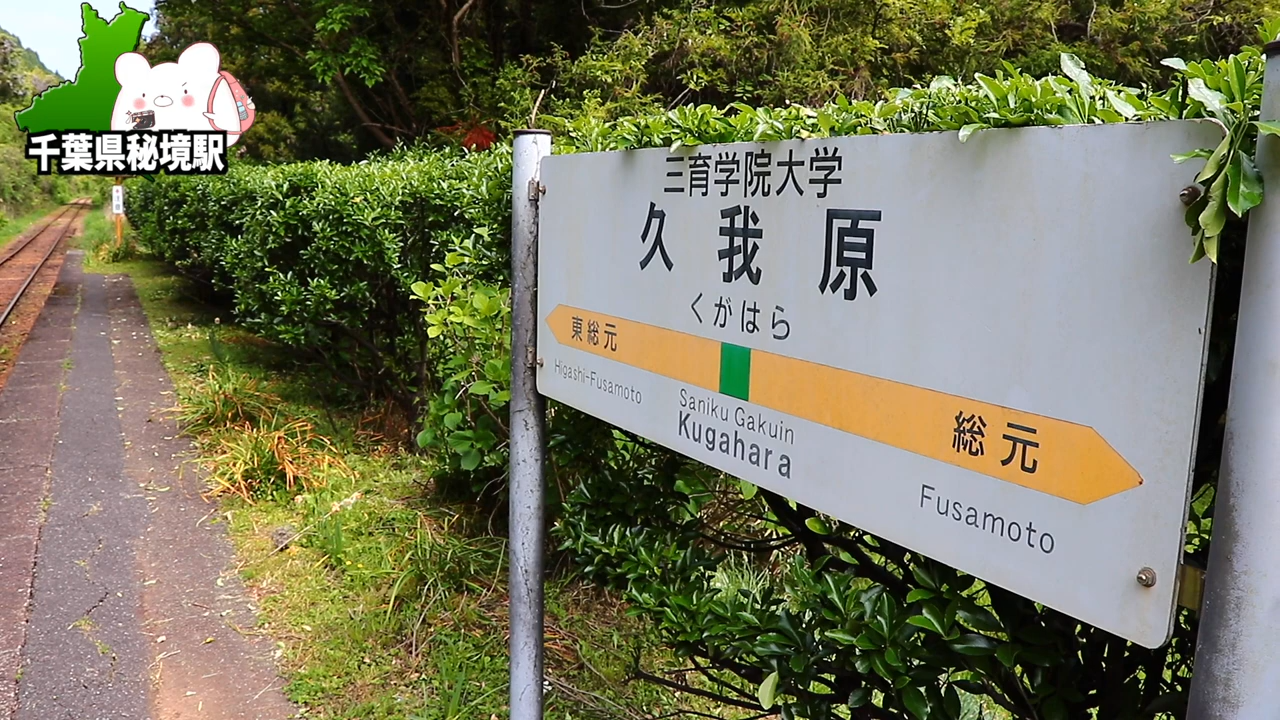 千葉県秘境駅
三育学院大学
久我原
くがはら
東総元
総元
Higashi-Fusamoto
Saniku Gakuin
Kugahara
Fusamoto